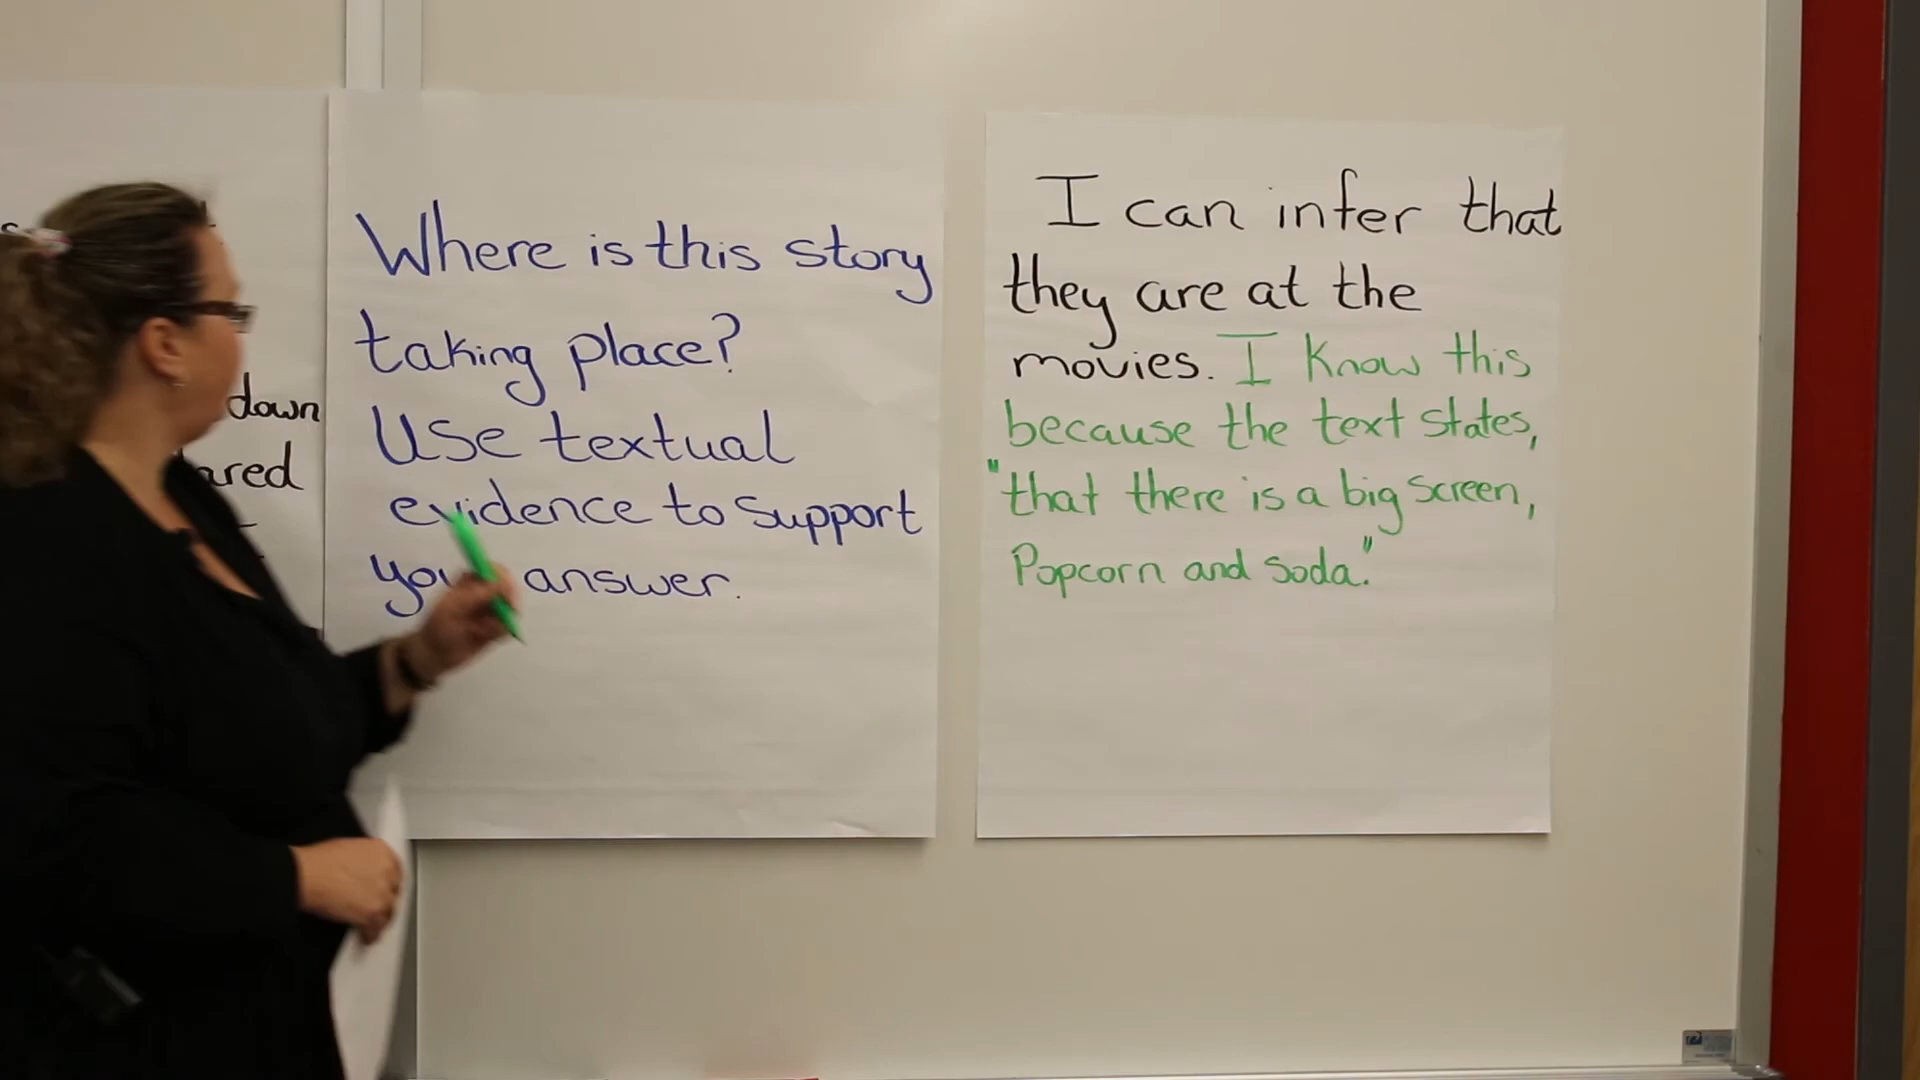 down
Where is this story
taking place?
Use textual
evidence to support
answer.
I can infer that
they are at the
movies. I know this
because the text states,
"that there is a big screen,
Popcorn and soda."